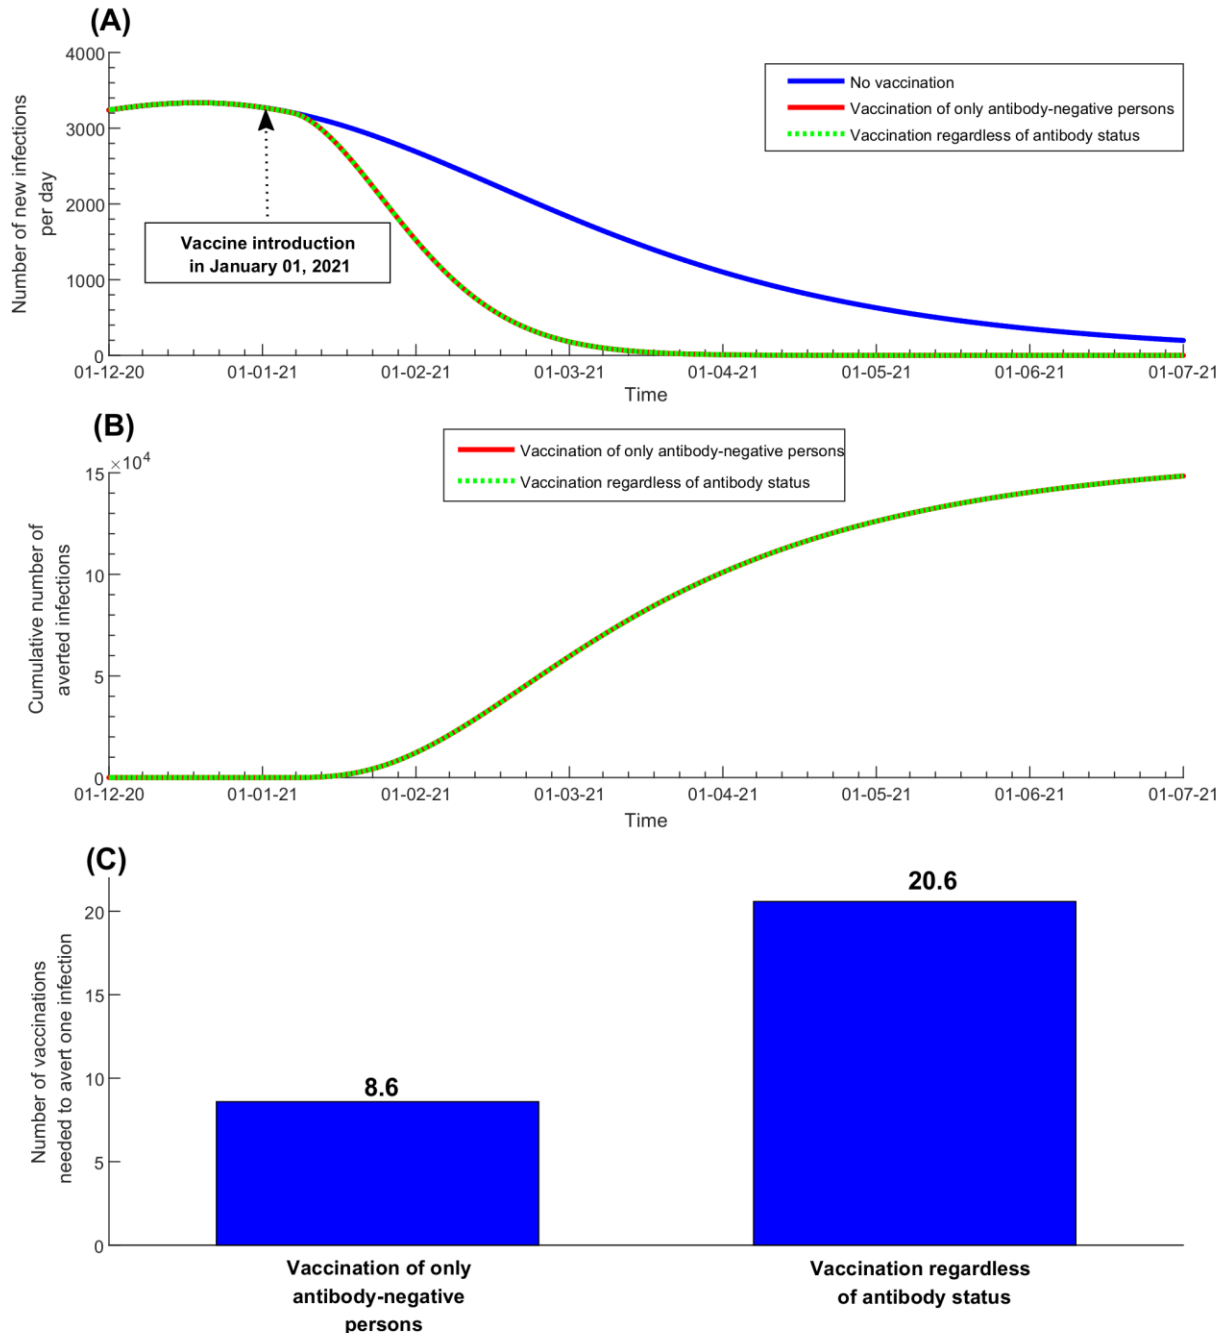 (A)
Number of new infections
per day
4000
3000
2000
1000
0
No vaccination
Vaccination of only antibody-negative persons
Vaccination regardless of antibody status
Vaccine introduction
in January 01, 2021
01-12-20 01-01-21 01-02-21 01-03-21 01-04-21 01-05-21 01-06-21 01-07-21
Time
(B)
Cumulative number of
averted infections
×10⁴
15
10
5
0
Vaccination of only antibody-negative persons
Vaccination regardless of antibody status
01-12-20 01-01-21 01-02-21 01-03-21 01-04-21 01-05-21 01-06-21 01-07-21
Time
(C)
Number of vaccinations
needed to avert one infection
20
15
10
5
0
8.6
20.6
Vaccination of only
antibody-negative
persons
Vaccination regardless
of antibody status